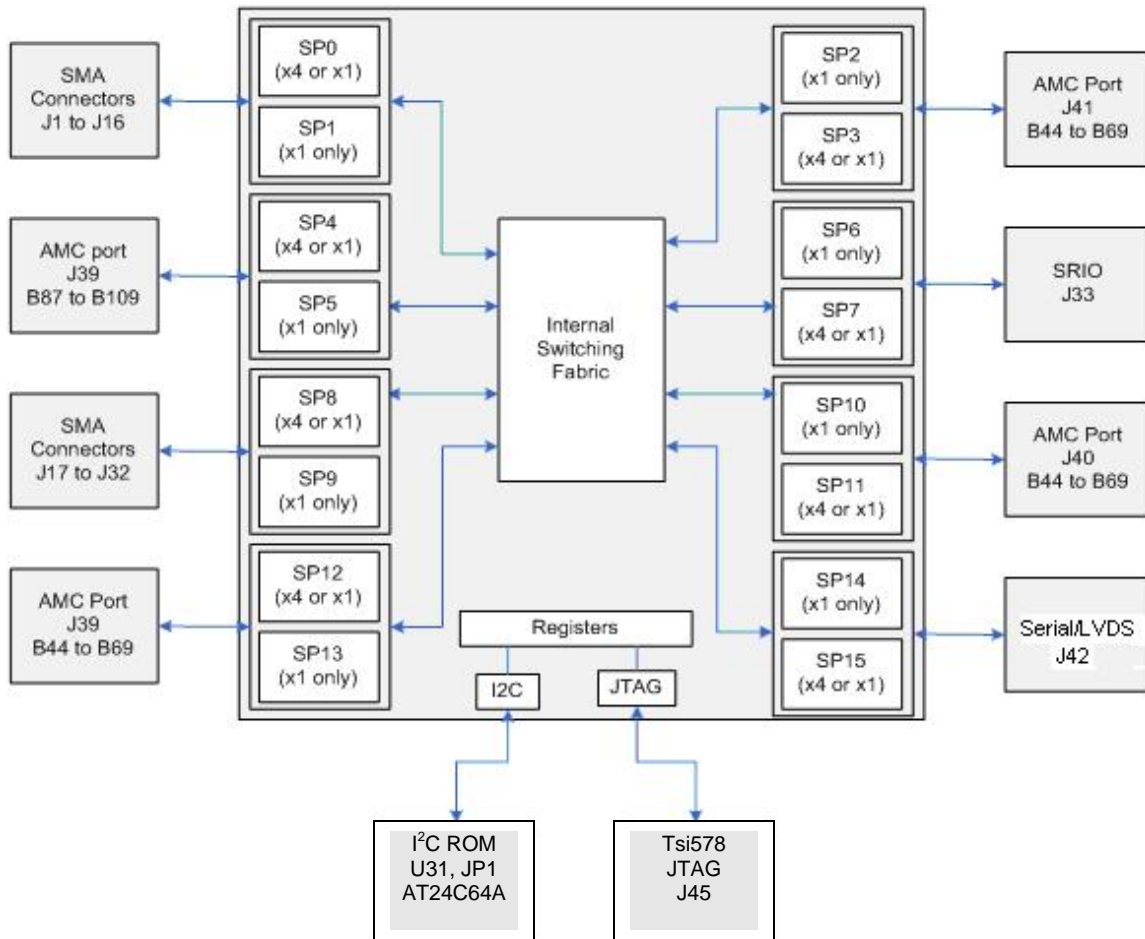 SMA
Connectors
J1 to J16
AMC port
J39
B87 to B109
SMA
Connectors
J17 to J32
AMC Port
J39
B44 to B69
SP0
(x4 or x1)
SP1
(x1 only)
SP4
(x4 or x1)
SP5
(x1 only)
SP8
(x4 or x1)
SP9
(x1 only)
SP12
(x4 or x1)
SP13
(x1 only)
Internal
Switching
Fabric
Registers
I2C
JTAG
SP2
(x1 only)
SP3
(x4 or x1)
SP6
(x1 only)
SP7
(x4 or x1)
SP10
(x1 only)
SP11
(x4 or x1)
SP14
(x1 only)
SP15
(x4 or x1)
AMC Port
J41
B44 to B69
SRIO
J33
AMC Port
J40
B44 to B69
Serial/LVDS
J42
I²C ROM
U31, JP1
AT24C64A
Tsi578
JTAG
J45